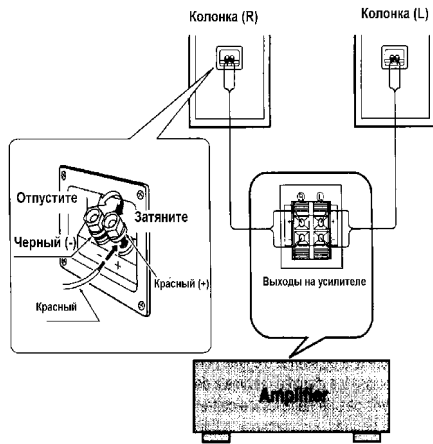 Колонка (R)
Колонка (L)
Отпустите
Затяните
Черный (-)
Красный (+)
Красный
Выходы на усилителе
Amplifier